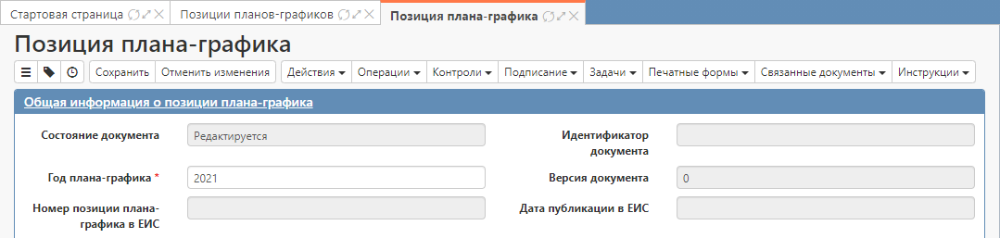 Стартовая страница Позиции планов-графиков Позиция плана-графика
Позиция плана-графика
Сохранить Отменить изменения Действия Операции Контроли Подписание Задачи Печатные формы Связанные документы Инструкции
Общая информация о позиции плана-графика
Состояние документа Редактируется Идентификатор
документа
Год плана-графика * 2021 Версия документа 0
Номер позиции плана- Дата публикации в ЕИС
графика в ЕИС